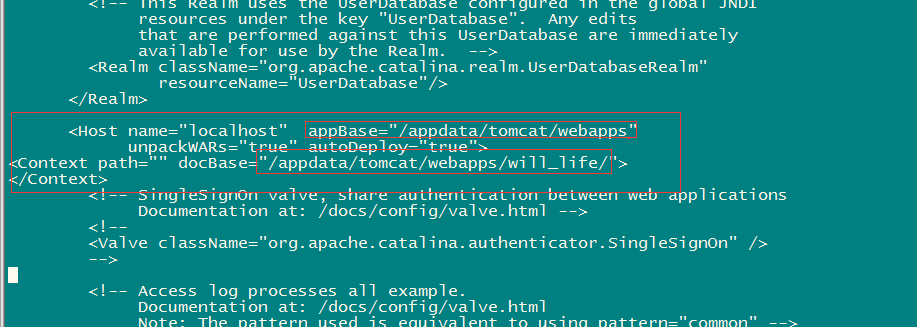 <!-- This Realm uses the UserDatabase configured in the global JNDI
resources under the key "UserDatabase".  Any edits
that are performed against this UserDatabase are immediately
available for use by the Realm.  -->
<Realm className="org.apache.catalina.realm.UserDatabaseRealm"
resourceName="UserDatabase"/>
</Realm>
<Host name="localhost"  appBase="/appdata/tomcat/webapps"
unpackWARs="true" autoDeploy="true">
<Context path="" docBase="/appdata/tomcat/webapps/will_life/">
</Context>
<!-- SingleSignOn valve, share authentication between web applications
Documentation at: /docs/config/valve.html -->
<!--
<Valve className="org.apache.catalina.authenticator.SingleSignOn" />
-->
<!-- Access log processes all example.
Documentation at: /docs/config/valve.html
Note: The pattern used is equivalent to using pattern="common" -->